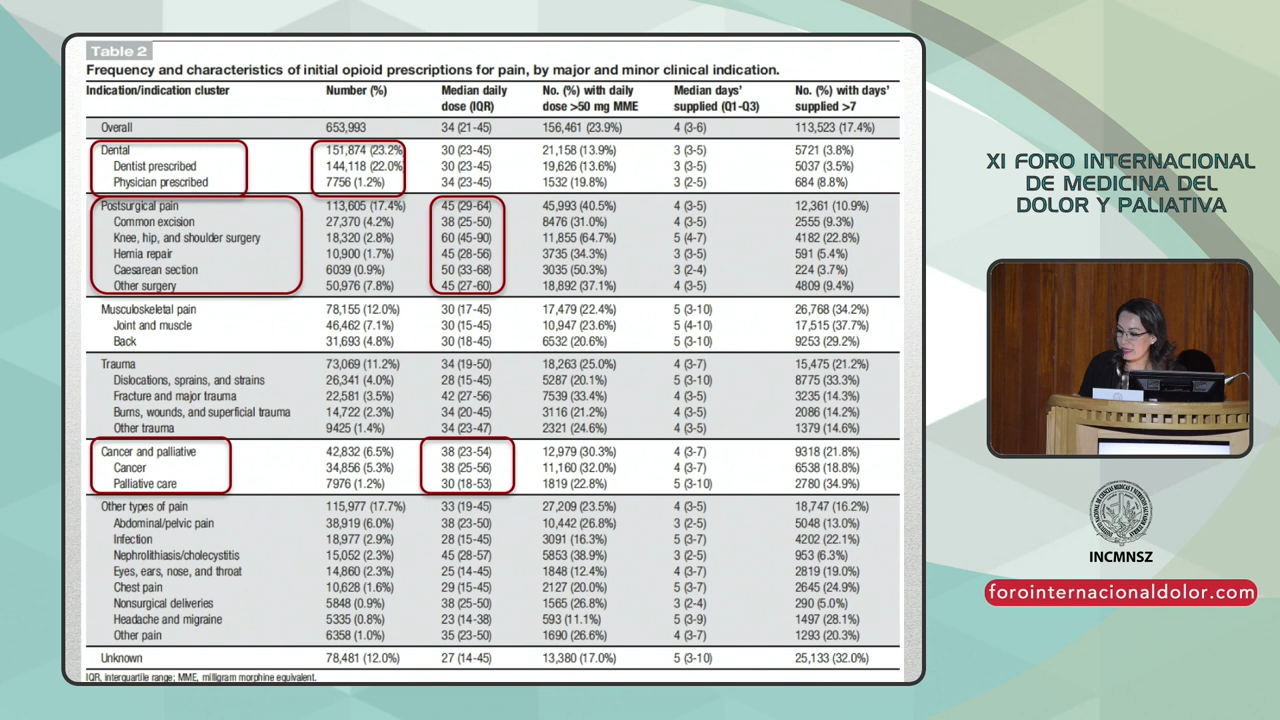 Table 2
Frequency and characteristics of initial opioid prescriptions for pain, by major and minor clinical indication.
Indication/indication cluster Number (%) Median daily dose (IQR) No. (%) with daily dose >50 mg MME Median days' supplied (Q1-Q3) No. (%) with days' supplied >7
Overall 653,993 34 (21-45) 156,461 (23.9%) 4 (3-6) 113,523 (17.4%)
Dental 151,874 (23.2% 30 (23-45) 21,158 (13.9%) 3 (3-5) 5721 (3.8%)
Dentist prescribed 144,118 (22.0% 30 (23-45) 19,626 (13.6%) 3 (3-5) 5037 (3.5%)
Physician prescribed 7756 (1.2%) 34 (23-45) 1532 (19.8%) 3 (2-5) 684 (8.8%)
Postsurgical pain 113,605 (17.4%) 45 (29-64) 45,993 (40.5%) 4 (3-5) 12,361 (10.9%)
Common excision 27,370 (4.2%) 38 (25-50) 8476 (31.0%) 4 (3-5) 2555 (9.3%)
Knee, hip, and shoulder surgery 18,320 (2.8%) 60 (45-90) 11,855 (64.7%) 5 (4-7) 4182 (22.8%)
Hernia repair 10,900 (1.7%) 45 (28-56) 3735 (34.3%) 3 (3-5) 591 (5.4%)
Caesarean section 6039 (0.9%) 50 (33-68) 3035 (50.3%) 3 (2-4) 224 (3.7%)
Other surgery 50,976 (7.8%) 45 (27-60) 18,892 (37.1%) 4 (3-5) 4809 (9.4%)
Musculoskeletal pain 78,155 (12.0%) 30 (17-45) 17,479 (22.4%) 5 (3-10) 26,768 (34.2%)
Joint and muscle 46,462 (7.1%) 30 (15-45) 10,947 (23.6%) 5 (4-10) 17,515 (37.7%)
Back 31,693 (4.8%) 30 (18-45) 6532 (20.6%) 5 (3-10) 9253 (29.2%)
Trauma 73,069 (11.2%) 34 (19-50) 18,263 (25.0%) 4 (3-7) 15,475 (21.2%)
Dislocations, sprains, and strains 26,341 (4.0%) 28 (15-45) 5287 (20.1%) 5 (3-10) 8775 (33.3%)
Fracture and major trauma 22,581 (3.5%) 42 (27-56) 7539 (33.4%) 4 (3-5) 3235 (14.3%)
Burns, wounds, and superficial trauma 14,722 (2.3%) 34 (20-45) 3116 (21.2%) 4 (3-5) 2086 (14.2%)
Other trauma 9425 (1.4%) 34 (23-47) 2321 (24.6%) 4 (3-5) 1379 (14.6%)
Cancer and palliative 42,832 (6.5%) 38 (23-54) 12,979 (30.3%) 4 (3-7) 9318 (21.8%)
Cancer 34,856 (5.3%) 38 (25-56) 11,160 (32.0%) 4 (3-7) 6538 (18.8%)
Palliative care 7976 (1.2%) 30 (18-53) 1819 (22.8%) 5 (3-10) 2780 (34.9%)
Other types of pain 115,977 (17.7%) 33 (19-45) 27,209 (23.5%) 4 (3-5) 18,747 (16.2%)
Abdominal/pelvic pain 38,919 (6.0%) 38 (23-50) 10,442 (26.8%) 3 (2-5) 5048 (13.0%)
Infection 18,977 (2.9%) 28 (15-45) 3091 (16.3%) 5 (3-7) 4202 (22.1%)
Nephrolithiasis/cholecystitis 15,052 (2.3%) 45 (28-57) 5853 (38.9%) 3 (2-5) 953 (6.3%)
Eyes, ears, nose, and throat 14,860 (2.3%) 25 (14-45) 1848 (12.4%) 4 (3-7) 2819 (19.0%)
Chest pain 10,628 (1.6%) 29 (15-45) 2127 (20.0%) 5 (3-7) 2645 (24.9%)
Nonsurgical deliveries 5848 (0.9%) 38 (25-50) 1565 (26.8%) 3 (2-4) 290 (5.0%)
Headache and migraine 5335 (0.8%) 23 (14-38) 593 (11.1%) 5 (3-9) 1497 (28.1%)
Other pain 6358 (1.0%) 35 (23-50) 1690 (26.6%) 4 (3-7) 1293 (20.3%)
Unknown 78,481 (12.0%) 27 (14-45) 13,380 (17.0%) 5 (3-10) 25,133 (32.0%)
IQR, interquartile range; MME, milligram morphine equivalent.
XI FORO INTERNACIONAL
DE MEDICINA DEL
DOLOR Y PALIATIVA
INCMNSZ
forointernacionaldolor.com